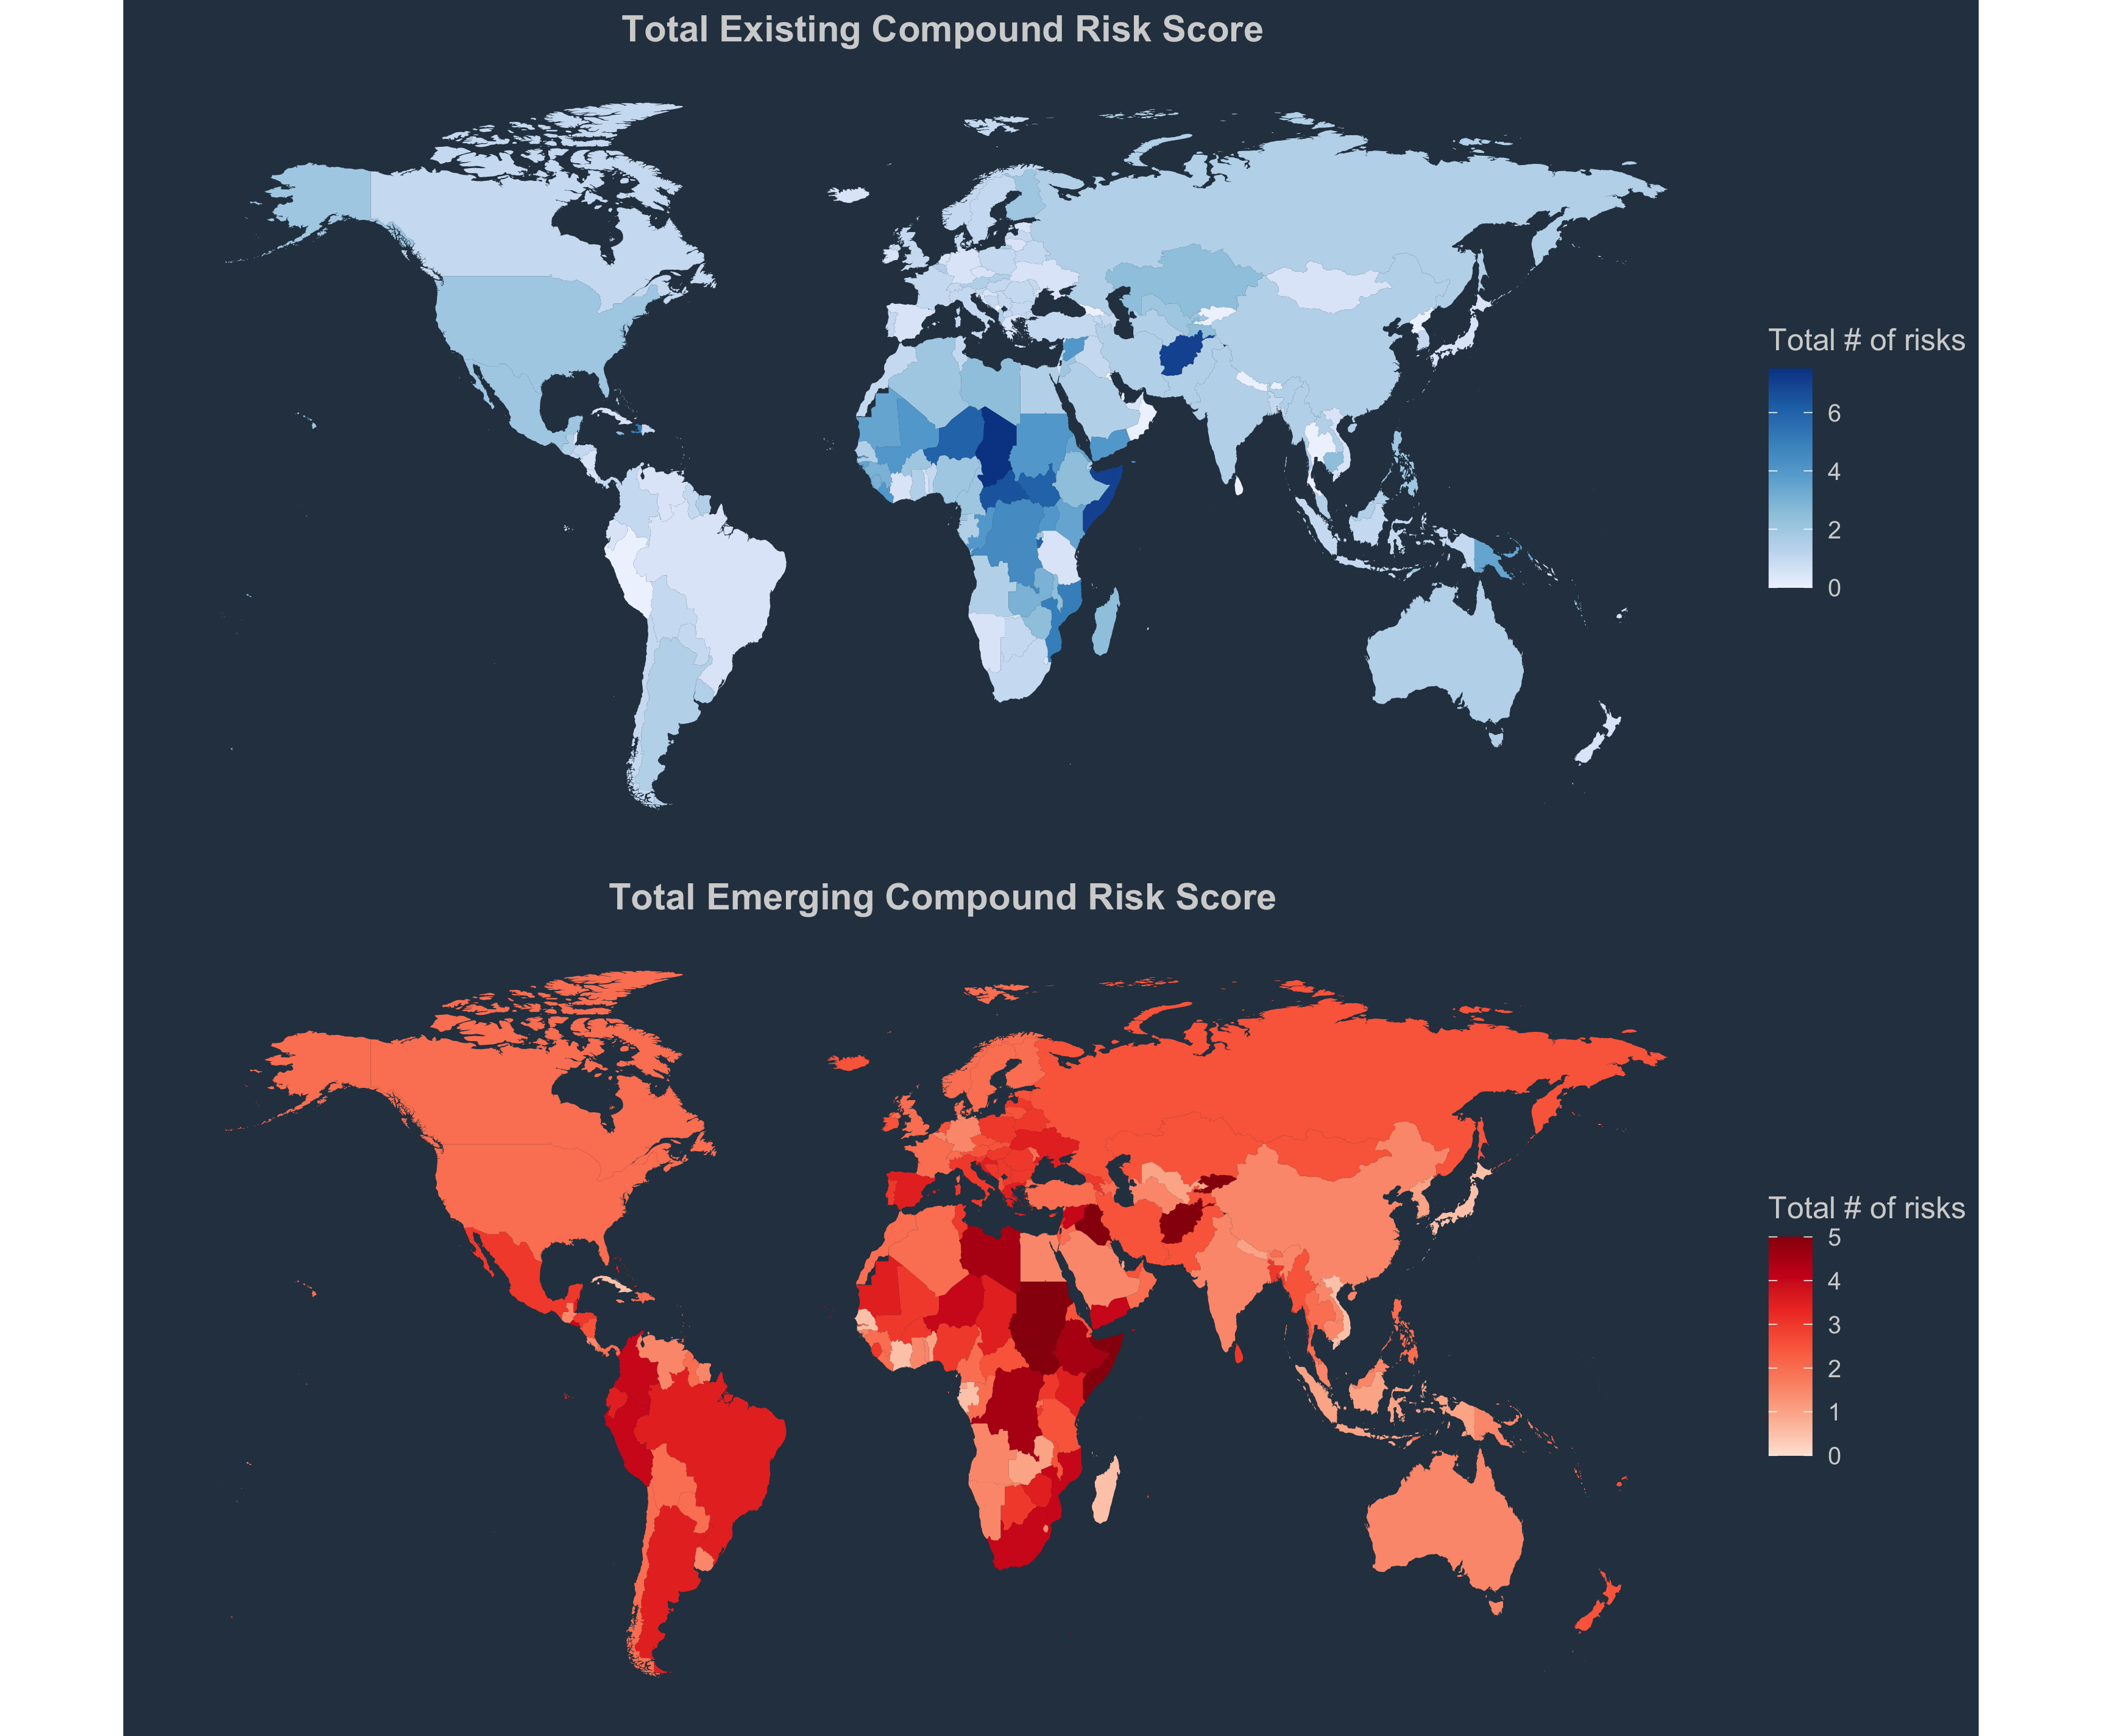 Total Existing Compound Risk Score
Total # of risks
6
4
2
0
Total Emerging Compound Risk Score
Total # of risks
5
4
3
2
1
0